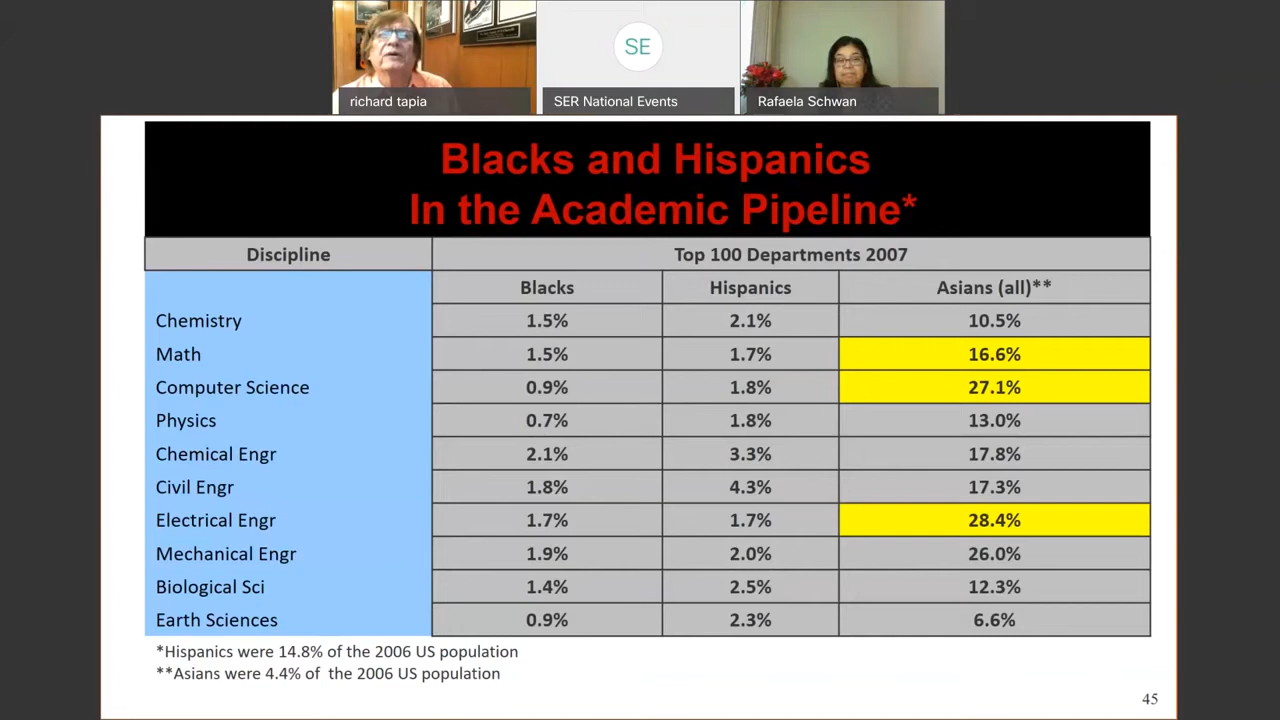 SE
richard tapia
SER National Events
Rafaela Schwan
Blacks and Hispanics
In the Academic Pipeline*
Discipline Top 100 Departments 2007
Blacks Hispanics Asians (all)**
Chemistry 1.5% 2.1% 10.5%
Math 1.5% 1.7% 16.6%
Computer Science 0.9% 1.8% 27.1%
Physics 0.7% 1.8% 13.0%
Chemical Engr 2.1% 3.3% 17.8%
Civil Engr 1.8% 4.3% 17.3%
Electrical Engr 1.7% 1.7% 28.4%
Mechanical Engr 1.9% 2.0% 26.0%
Biological Sci 1.4% 2.5% 12.3%
Earth Sciences 0.9% 2.3% 6.6%
*Hispanics were 14.8% of the 2006 US population
**Asians were 4.4% of  the 2006 US population
45